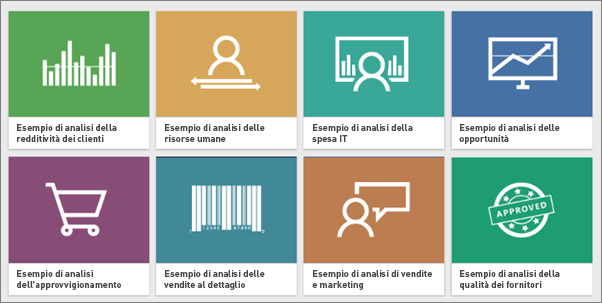 Esempio di analisi della
redditività dei clienti
Esempio di analisi delle
risorse umane
Esempio di analisi della
spesa IT
Esempio di analisi delle
opportunità
APPROVED
Esempio di analisi
dell'approvvigionamento
Esempio di analisi delle
vendite al dettaglio
Esempio di analisi di vendite
e marketing
Esempio di analisi della
qualità dei fornitori